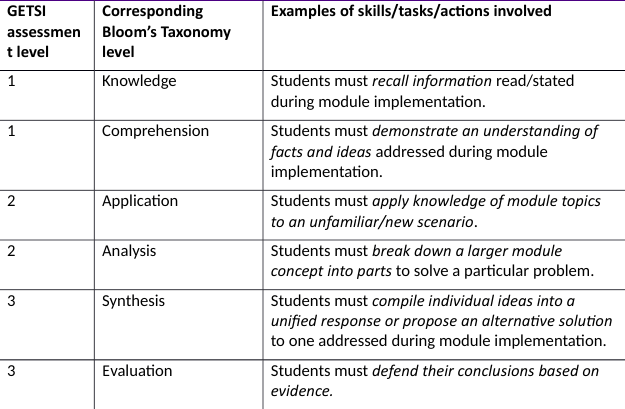 GETSI assessmen t level | Corresponding Bloom’s Taxonomy level | Examples of skills/tasks/actions involved
1 | Knowledge | Students must recall information read/stated during module implementation.
1 | Comprehension | Students must demonstrate an understanding of facts and ideas addressed during module implementation.
2 | Application | Students must apply knowledge of module topics to an unfamiliar/new scenario.
2 | Analysis | Students must break down a larger module concept into parts to solve a particular problem.
3 | Synthesis | Students must compile individual ideas into a unified response or propose an alternative solution to one addressed during module implementation.
3 | Evaluation | Students must defend their conclusions based on evidence.